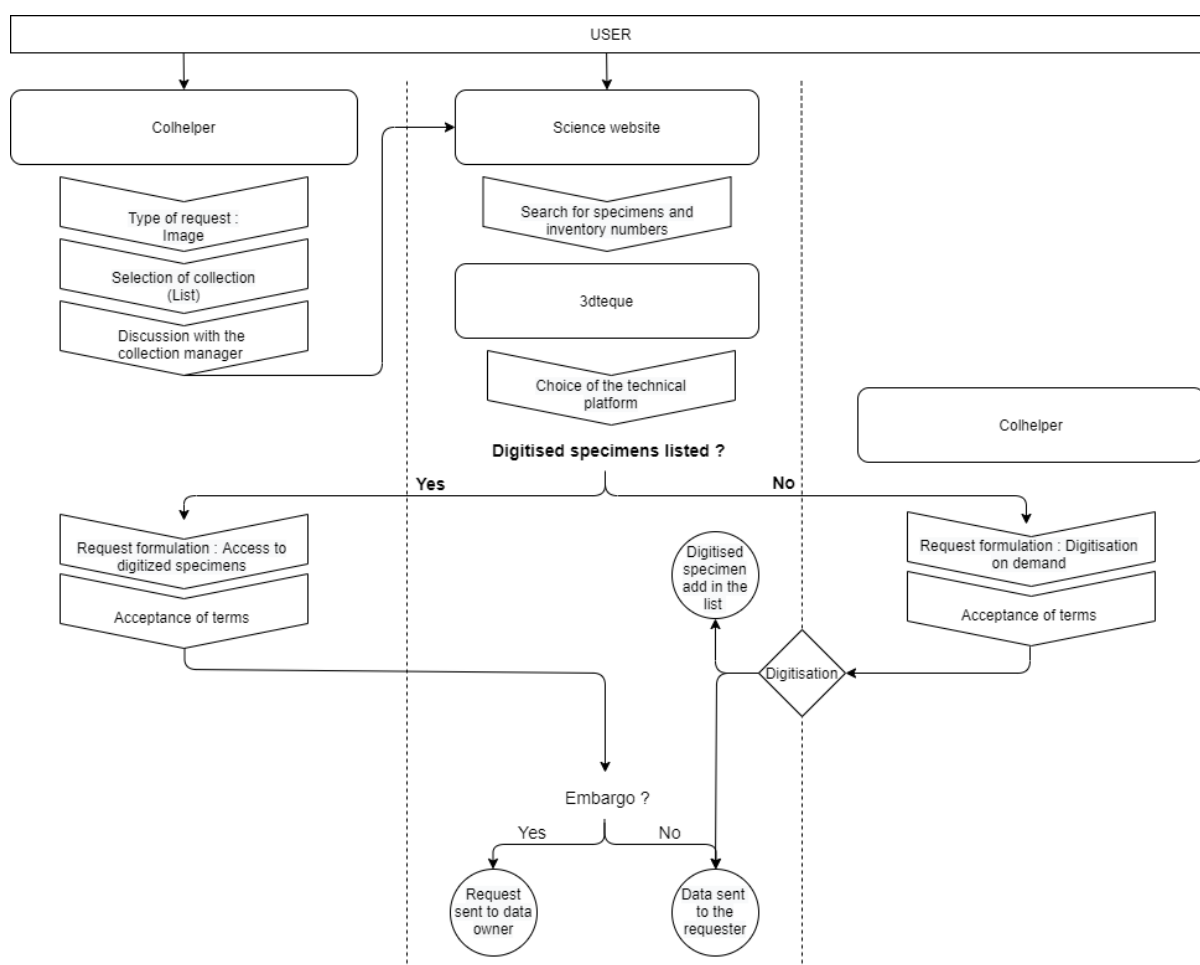 USER
Colhelper
Science website
Type of request :
Image
Selection of collection
(List)
Discussion with the
collection manager
Search for specimens and
inventory numbers
3dteque
Choice of the technical
platform
Colhelper
Digitised specimens listed ?
Yes
No
Request formulation : Access to
digitized specimens
Acceptance of terms
Request formulation : Digitisation
on demand
Acceptance of terms
Digitised
specimen
add in the
list
Digitisation
Embargo ?
Yes
No
Request
sent to data
owner
Data sent
to the
requester